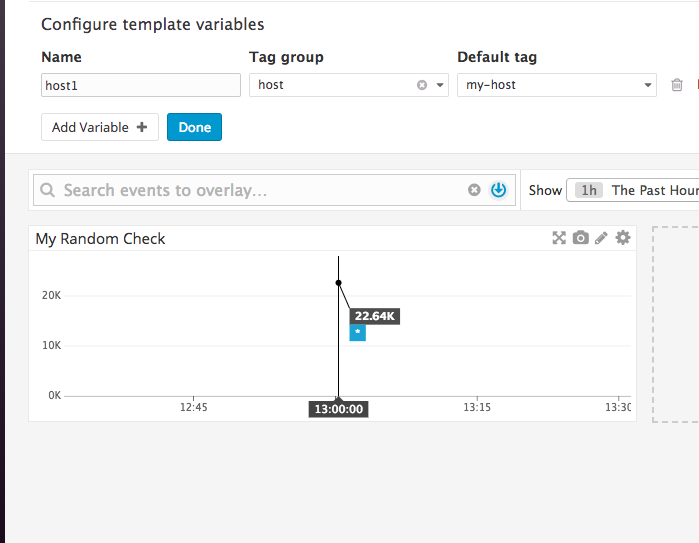 Configure template variables
Name Tag group Default tag
host1 host my-host
Add Variable Done
Search events to overlay... Show 1h The Past Hour
My Random Check
20K
22.64K
*
10K
0K
12:45 13:00:00 13:15 13:30